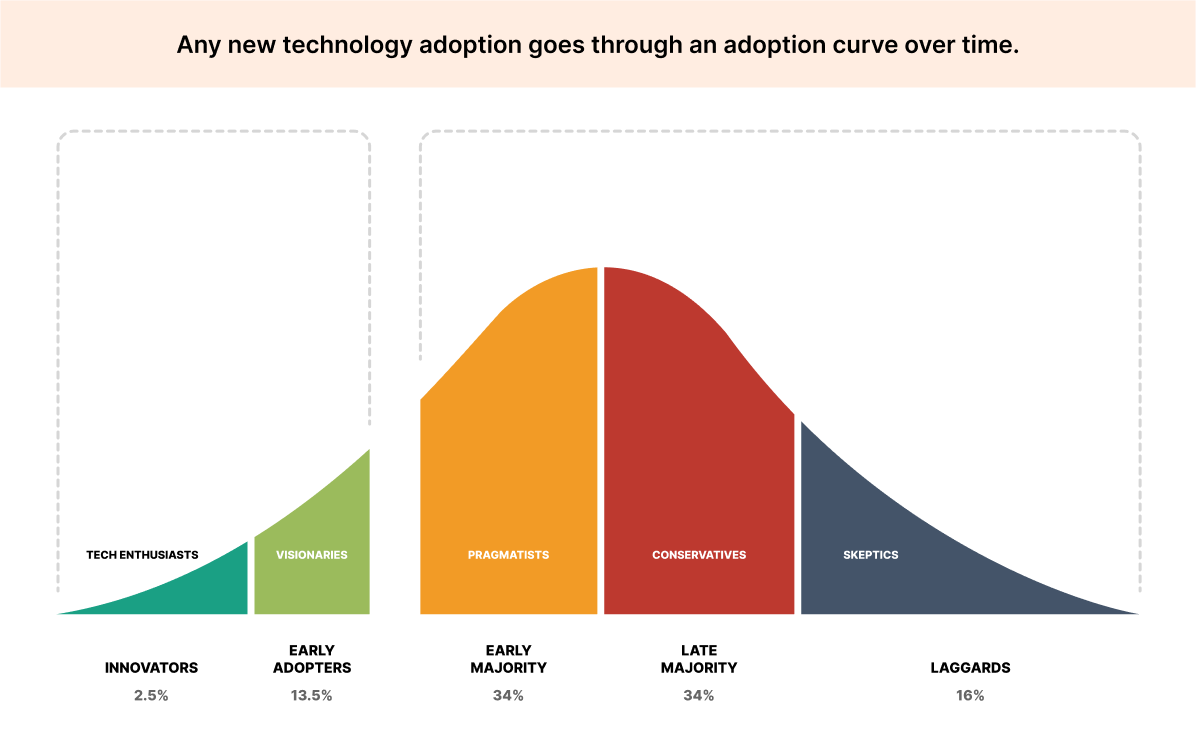 Any new technology adoption goes through an adoption curve over time.
TECH ENTHUSIASTS
VISIONARIES
PRAGMATISTS
CONSERVATIVES
SKEPTICS
INNOVATORS
2.5%
EARLY
ADOPTERS
13.5%
EARLY
MAJORITY
34%
LATE
MAJORITY
34%
LAGGARDS
16%